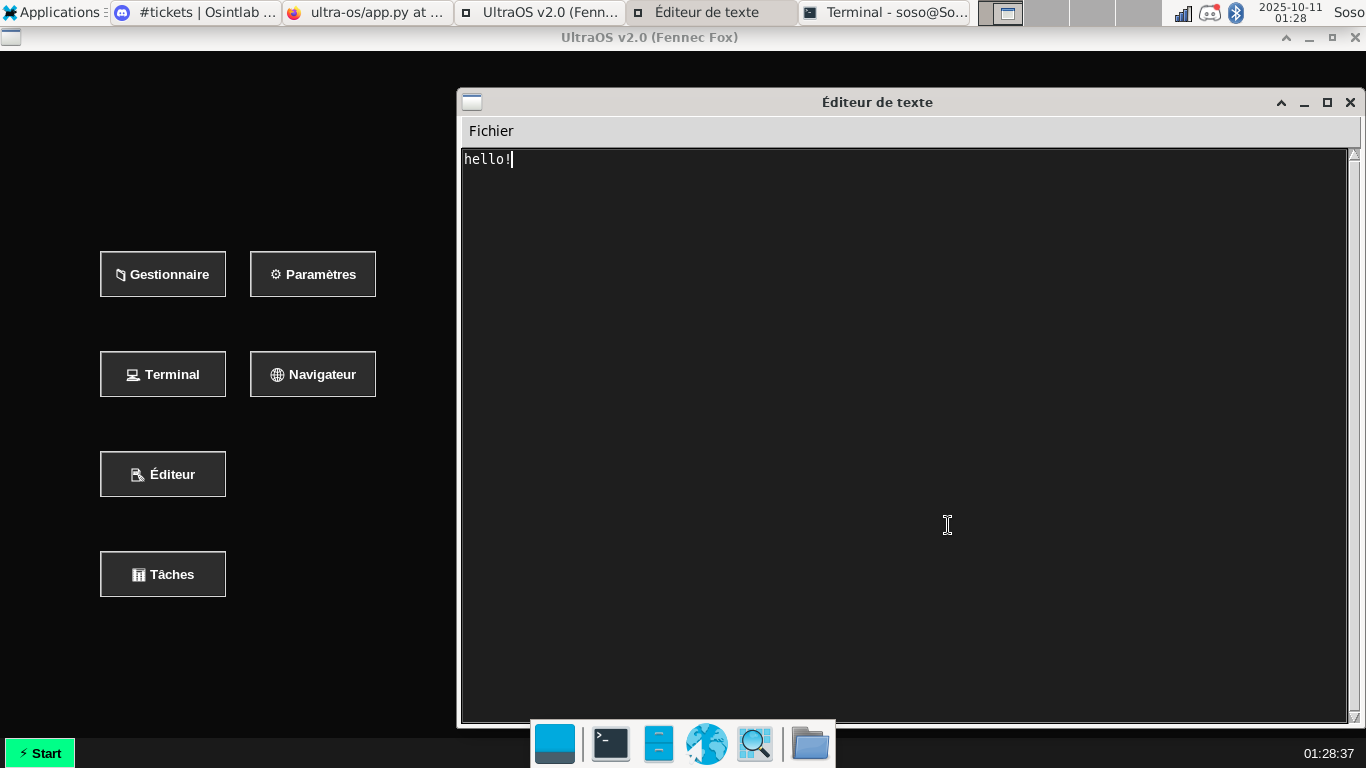 Applications
#tickets | Osintlab ...
ultra-os/app.py at ...
UltraOS v2.0 (Fenn...
Éditeur de texte
Terminal - soso@So...
2025-10-11
01:28
Soso
UltraOS v2.0 (Fennec Fox)
Éditeur de texte
Fichier
hello!
Gestionnaire
Paramètres
Terminal
Navigateur
Éditeur
Tâches
Start
01:28:37